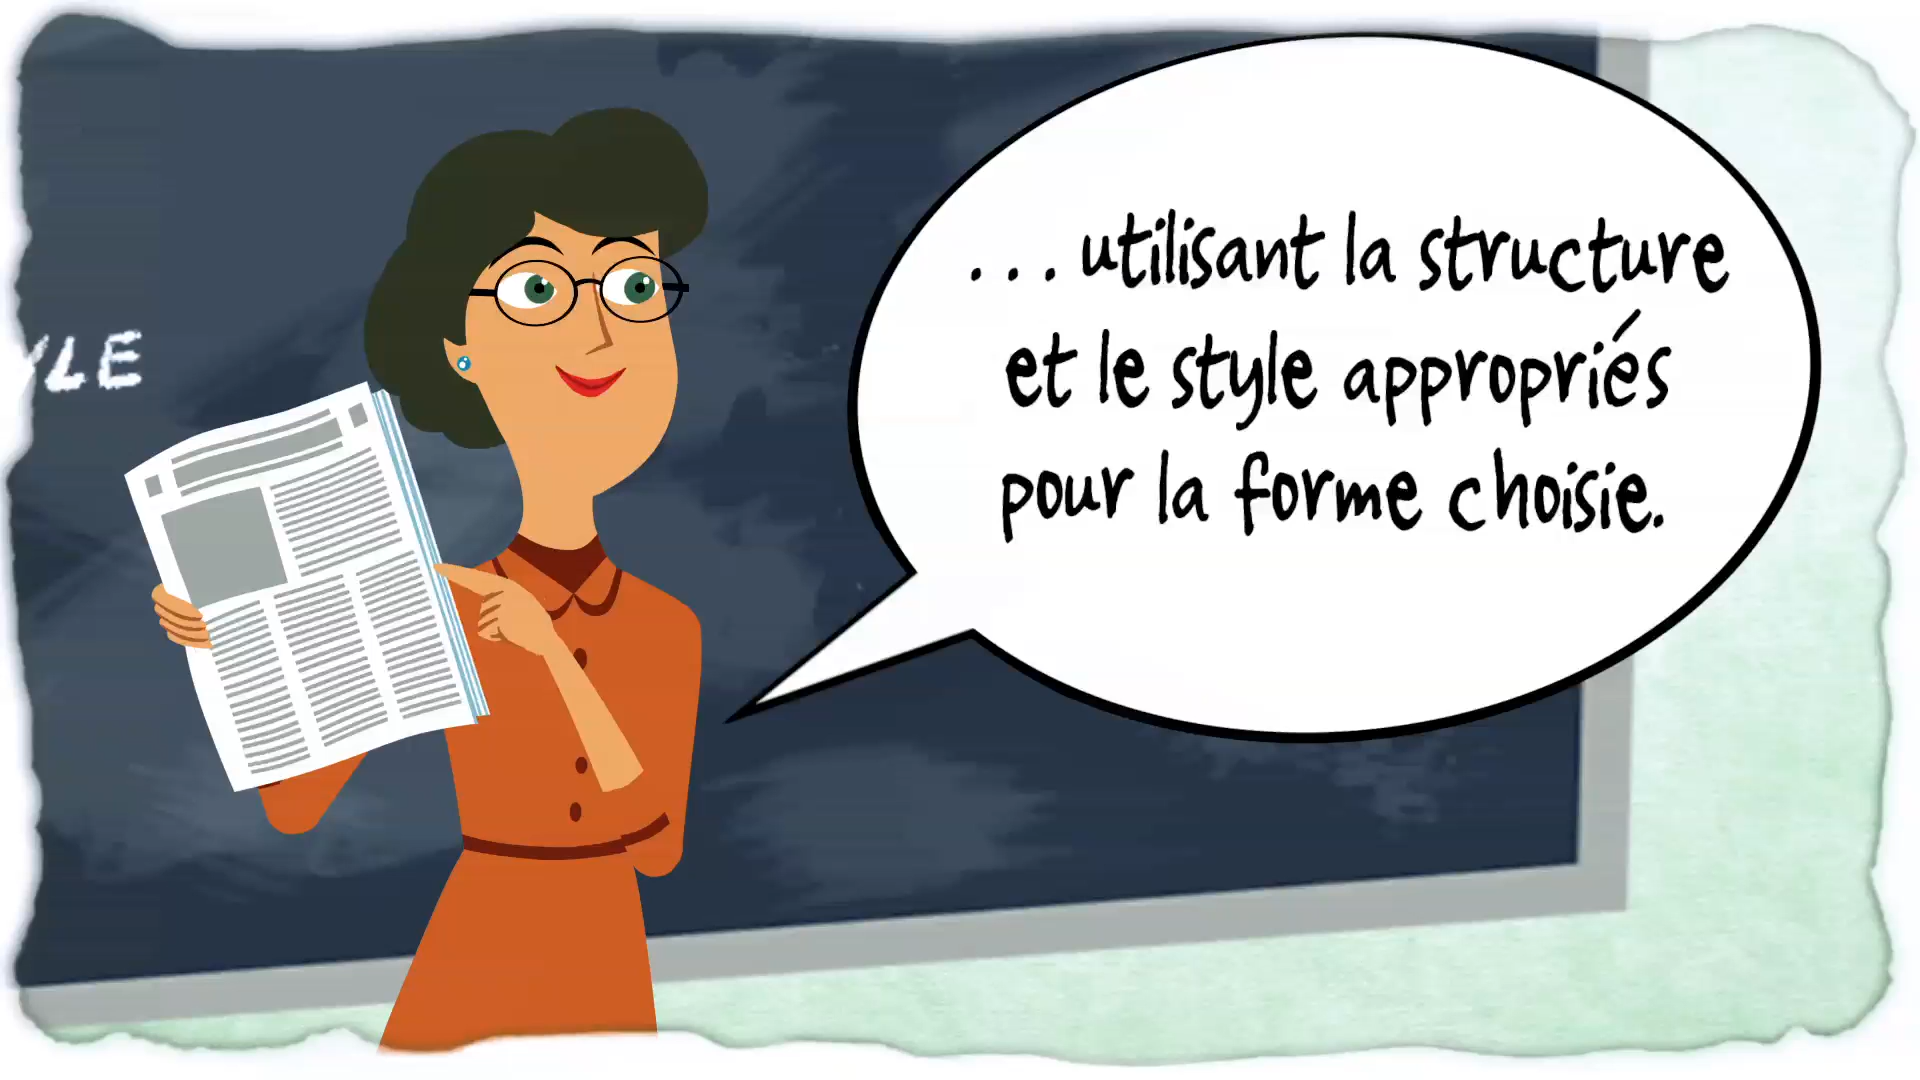 ...utilisant la structure
et le style appropriés
pour la forme choisie.